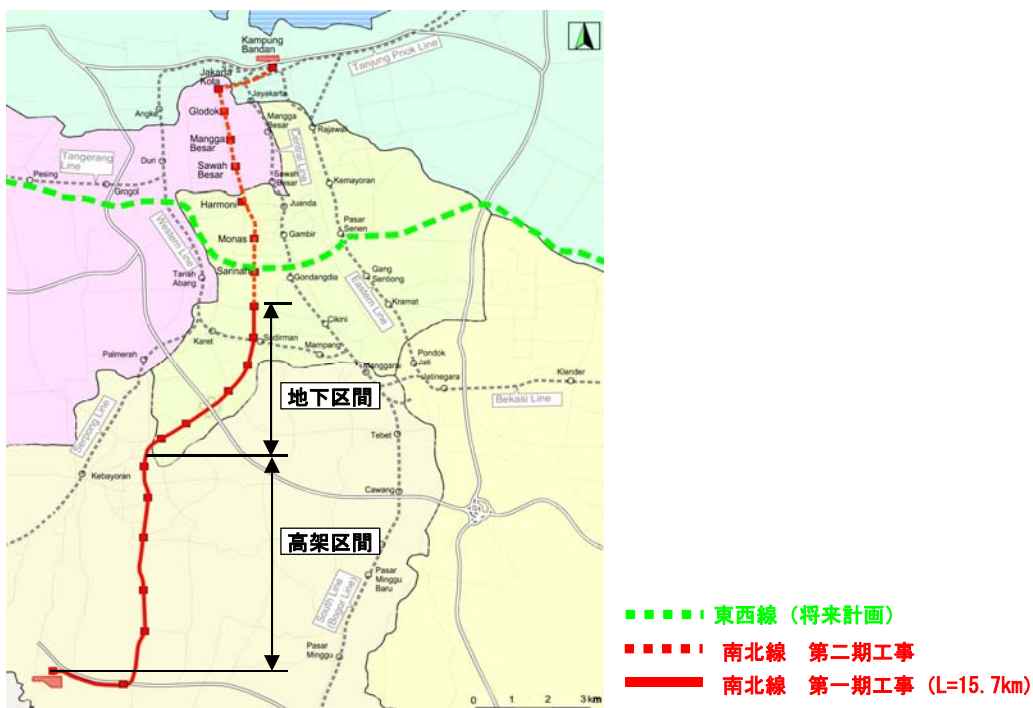 Kampung
Bandan
Tanjung Priok Line
Jakarta
Kota
Jayakarta
Angke
Glodok
Mangga
Besar
Rajawali
Central Line
Mangga
Besar
Duri
Tangerang
Line
Sawah
Besar
Pesing
Grogol
Sawah
Besar
Kemayoran
Harmoni
Juanda
Western Line
Monas
Gambir
Pasar
Senen
Tanah
Abang
Sarinah
Gondangdia
Gang
Sentiong
Eastern Line
Kramat
Cikini
Karet
Sudirman
Mampang
Palmerah
Manggarai
Pondok
Jati
Jatinegara
Klender
Bekasi Line
地下区間
Serpong Line
Tebet
Kebayoran
Cawang
高架区間
South Line
(Bogor Line)
Pasar
Minggu
Baru
Pasar
Minggu
0 1 2 3km
東西線 (将来計画)
南北線 第二期工事
南北線 第一期工事 (L=15.7km)